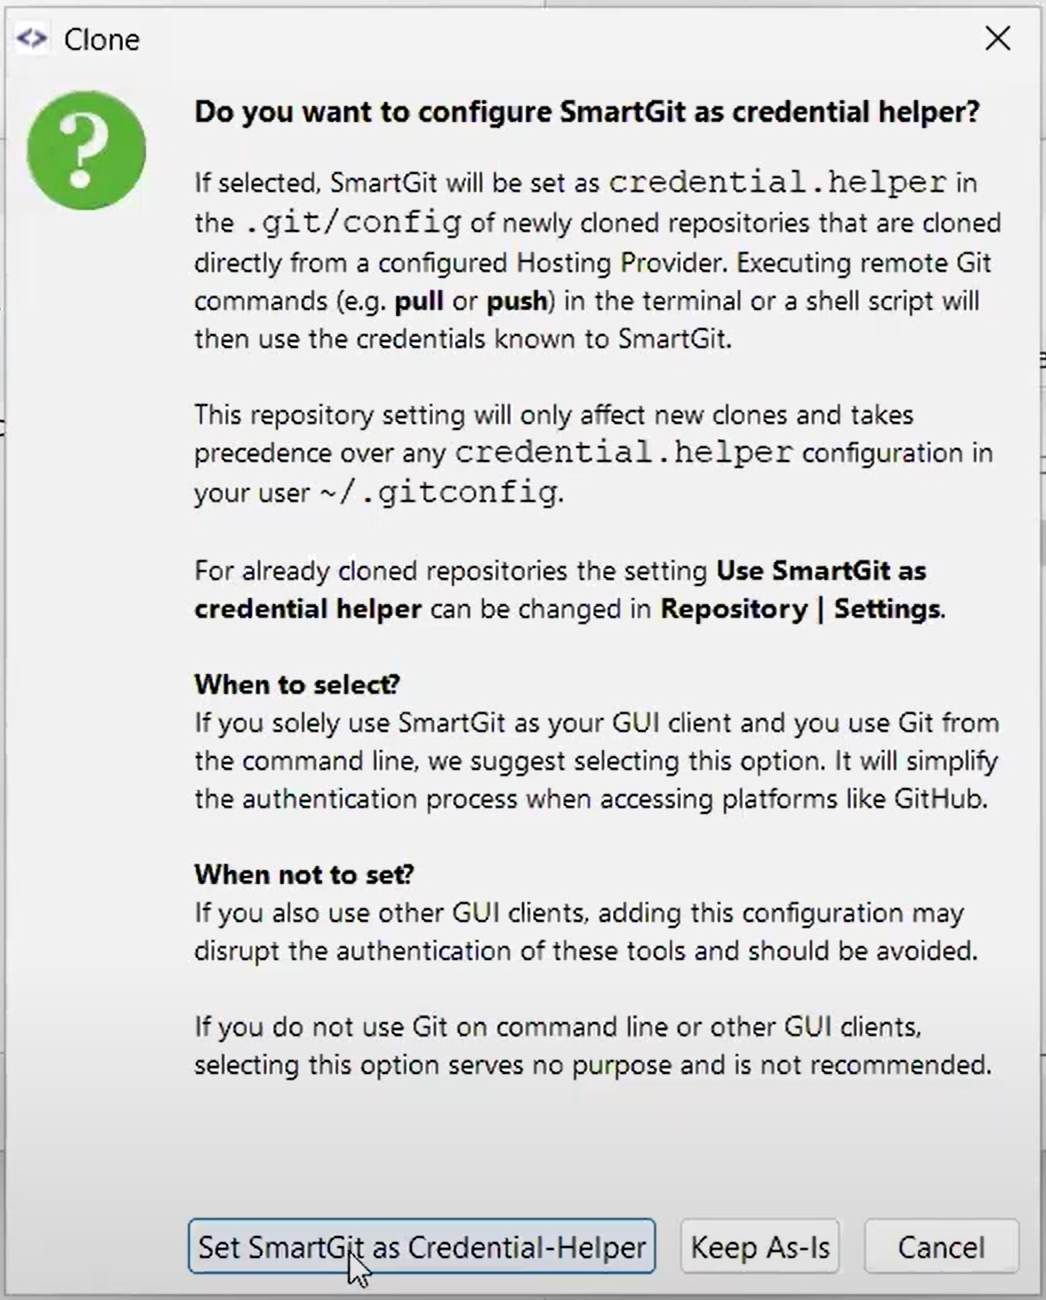 Clone
Do you want to configure SmartGit as credential helper?
If selected, SmartGit will be set as credential.helper in
the .git/config of newly cloned repositories that are cloned
directly from a configured Hosting Provider. Executing remote Git
commands (e.g. pull or push) in the terminal or a shell script will
then use the credentials known to SmartGit.
This repository setting will only affect new clones and takes
precedence over any credential.helper configuration in
your user ~/.gitconfig.
For already cloned repositories the setting Use SmartGit as
credential helper can be changed in Repository | Settings.
When to select?
If you solely use SmartGit as your GUI client and you use Git from
the command line, we suggest selecting this option. It will simplify
the authentication process when accessing platforms like GitHub.
When not to set?
If you also use other GUI clients, adding this configuration may
disrupt the authentication of these tools and should be avoided.
If you do not use Git on command line or other GUI clients,
selecting this option serves no purpose and is not recommended.
Set SmartGit as Credential-Helper Keep As-Is Cancel